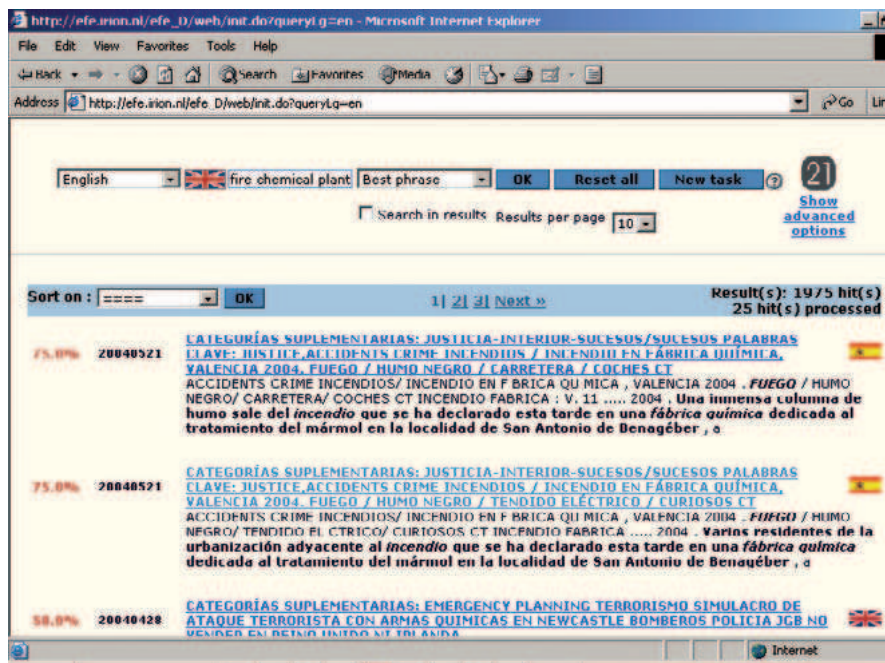 http://efe.irion.nl/efe_D/web/init.do?queryLg=en - Microsoft Internet Explorer
File Edit View Favorites Tools Help
Back Search Favorites Media
Address http://efe.irion.nl/efe_D/web/init.do?queryLg=en Go
English fire chemical plant Best phrase OK Reset all New task ? 21
Search in results Results per page 10
Show
advanced
options
Sort on : ==== OK 1| 2| 3| Next » Result(s): 1975 hit(s)
25 hit(s) processed
CATEGORÍAS SUPLEMENTARIAS: JUSTICIA-INTERIOR-SUCESOS/SUCESOS PALABRAS
75.0% 20040521 CLAVE: JUSTICE,ACCIDENTS CRIME INCENDIOS / INCENDIO EN FÁBRICA QUÍMICA,
VALENCIA 2004. FUEGO / HUMO NEGRO / CARRETERA / COCHES CT
ACCIDENTS CRIME INCENDIOS/ INCENDIO EN F BRICA QU MICA , VALENCIA 2004 . FUEGO / HUMO
NEGRO/ CARRETERA/ COCHES CT INCENDIO FABRICA : V. 11 ..... 2004 . Una inmensa columna de
humo sale del incendio que se ha declarado esta tarde en una fábrica química dedicada al
tratamiento del mármol en la localidad de San Antonio de Benagéber , a
CATEGORÍAS SUPLEMENTARIAS: JUSTICIA-INTERIOR-SUCESOS/SUCESOS PALABRAS
75.0% 20040521 CLAVE: JUSTICE,ACCIDENTS CRIME INCENDIOS / INCENDIO EN FÁBRICA QUÍMICA,
VALENCIA 2004. FUEGO / HUMO NEGRO / TENDIDO ELÉCTRICO / CURIOSOS CT
ACCIDENTS CRIME INCENDIOS/ INCENDIO EN F BRICA QU MICA , VALENCIA 2004 . FUEGO / HUMO
NEGRO/ TENDIDO EL CTRICO/ CURIOSOS CT INCENDIO FABRICA ..... 2004 . Varios residentes de la
urbanización adyacente al incendio que se ha declarado esta tarde en una fábrica química
dedicada al tratamiento del mármol en la localidad de San Antonio de Benagéber , a
CATEGORÍAS SUPLEMENTARIAS: EMERGENCY PLANNING TERRORISMO SIMULACRO DE
50.0% 20040428 ATAQUE TERRORISTA CON ARMAS QUIMICAS EN NEWCASTLE BOMBEROS POLICIA JGB NO
VENDER EN REINO UNIDO NI IRLANDA
Internet